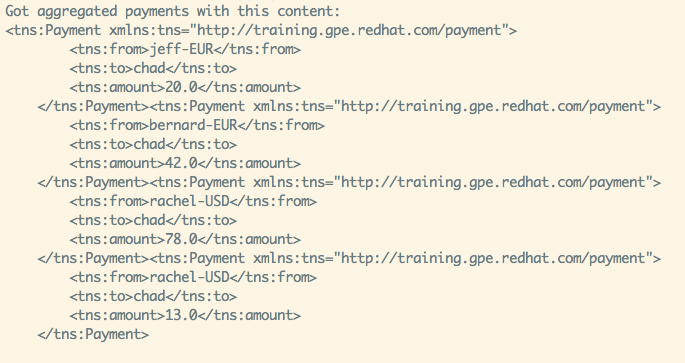 Got aggregated payments with this content:
<tns:Payment xmlns:tns="http://training.gpe.redhat.com/payment">
        <tns:from>jeff-EUR</tns:from>
        <tns:to>chad</tns:to>
        <tns:amount>20.0</tns:amount>
    </tns:Payment><tns:Payment xmlns:tns="http://training.gpe.redhat.com/payment">
        <tns:from>bernard-EUR</tns:from>
        <tns:to>chad</tns:to>
        <tns:amount>42.0</tns:amount>
    </tns:Payment><tns:Payment xmlns:tns="http://training.gpe.redhat.com/payment">
        <tns:from>rachel-USD</tns:from>
        <tns:to>chad</tns:to>
        <tns:amount>78.0</tns:amount>
    </tns:Payment><tns:Payment xmlns:tns="http://training.gpe.redhat.com/payment">
        <tns:from>rachel-USD</tns:from>
        <tns:to>chad</tns:to>
        <tns:amount>13.0</tns:amount>
    </tns:Payment>